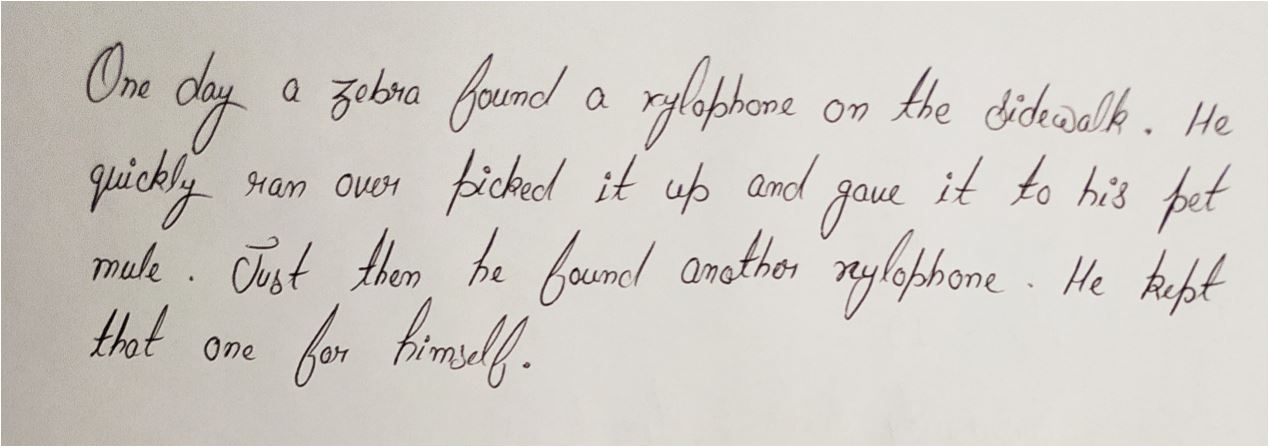 One day a zebra found a xylophone on the sidewalk. He
quickly ran over picked it up and gave it to his pet
mule. Just then he found another xylophone. He kept
that one for himself.